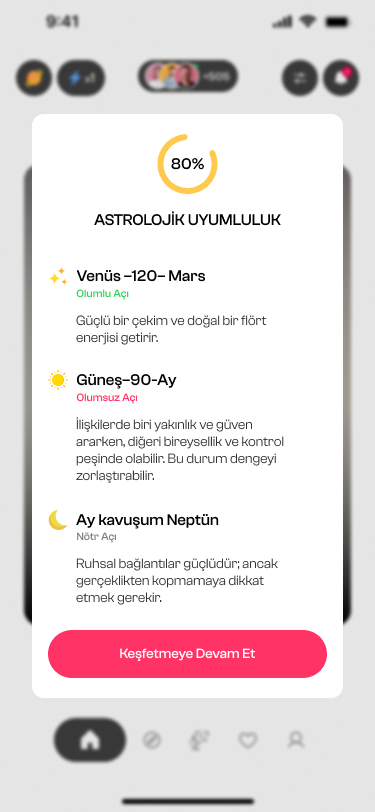 9:41
+505
80%
ASTROLOJİK UYUMLULUK
Venüs –120– Mars
Olumlu Açı
Güçlü bir çekim ve doğal bir flört
enerjisi getirir.
Güneş–90-Ay
Olumsuz Açı
İlişkilerde biri yakınlık ve güven
ararken, diğeri bireysellik ve kontrol
peşinde olabilir. Bu durum dengeyi
zorlaştırabilir.
Ay kavuşum Neptün
Nötr Açı
Ruhsal bağlantılar güçlüdür; ancak
gerçeklikten kopmamaya dikkat
etmek gerekir.
Keşfetmeye Devam Et